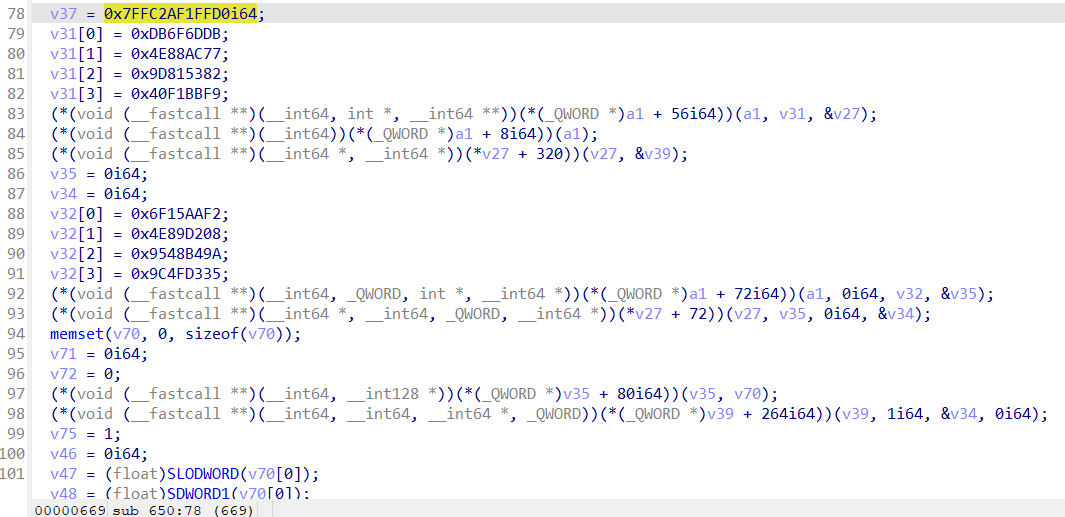 78 v37 = 0x7FFC2AF1FFD0i64;
79 v31[0] = 0xDB6F6DDB;
80 v31[1] = 0x4E88AC77;
81 v31[2] = 0x9D815382;
82 v31[3] = 0x40F1BBF9;
83 (*(void (__fastcall **)(__int64, int *, __int64 **))(*(_QWORD *)a1 + 56i64))(a1, v31, &v27);
84 (*(void (__fastcall **)(__int64))(*(_QWORD *)a1 + 8i64))(a1);
85 (*(void (__fastcall **)(__int64 *, __int64 *))(*v27 + 320))(v27, &v39);
86 v35 = 0i64;
87 v34 = 0i64;
88 v32[0] = 0x6F15AAF2;
89 v32[1] = 0x4E89D208;
90 v32[2] = 0x9548B49A;
91 v32[3] = 0x9C4FD335;
92 (*(void (__fastcall **)(__int64, _QWORD, int *, __int64 *))(*(_QWORD *)a1 + 72i64))(a1, 0i64, v32, &v35);
93 (*(void (__fastcall **)(__int64 *, __int64, _QWORD, __int64 *))(*v27 + 72))(v27, v35, 0i64, &v34);
94 memset(v70, 0, sizeof(v70));
95 v71 = 0i64;
96 v72 = 0;
97 (*(void (__fastcall **)(__int64, __int128 *))(*(_QWORD *)v35 + 80i64))(v35, v70);
98 (*(void (__fastcall **)(__int64, __int64, __int64 *, _QWORD))(*(_QWORD *)v39 + 264i64))(v39, 1i64, &v34, 0i64);
99 v75 = 1;
100 v46 = 0i64;
101 v47 = (float)SLODWORD(v70[0]);
v48 = (float)SDWORD1(v70[0]);
00000669 sub 650:78 (669)